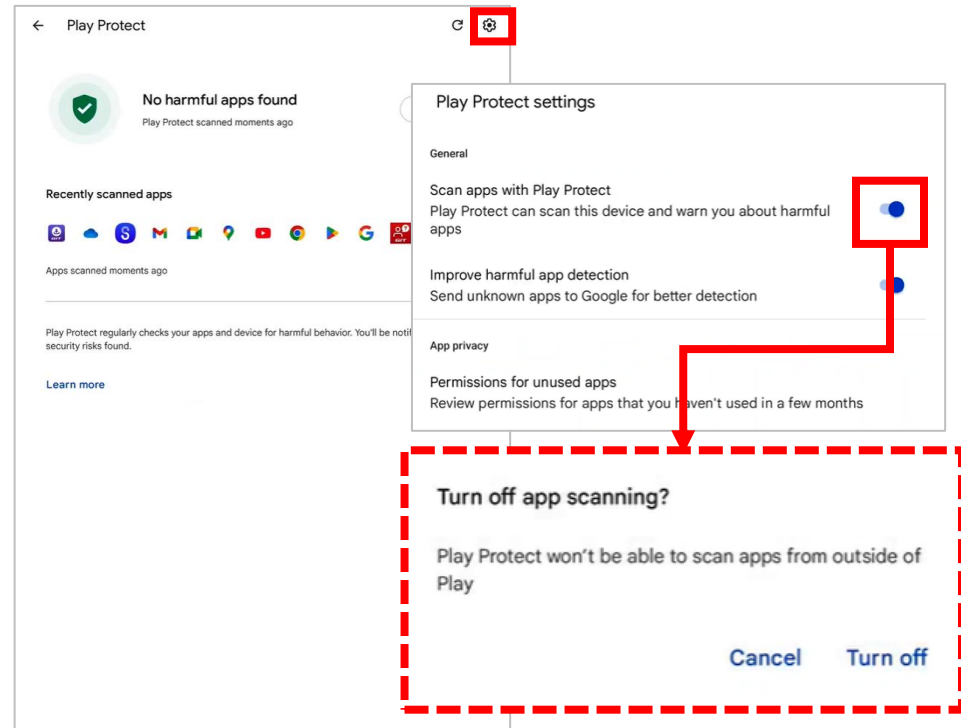 Play Protect
No harmful apps found
Play Protect scanned moments ago
Recently scanned apps
Apps scanned moments ago
Play Protect regularly checks your apps and device for harmful behavior. You'll be
security risks found.
Learn more
Play Protect settings
General
Scan apps with Play Protect
Play Protect can scan this device and warn you about harmful
apps
Improve harmful app detection
Send unknown apps to Google for better detection
App privacy
Permissions for unused apps
Review permissions for apps that you haven't used in a few months
Turn off app scanning?
Play Protect won't be able to scan apps from outside of
Play
Cancel Turn off